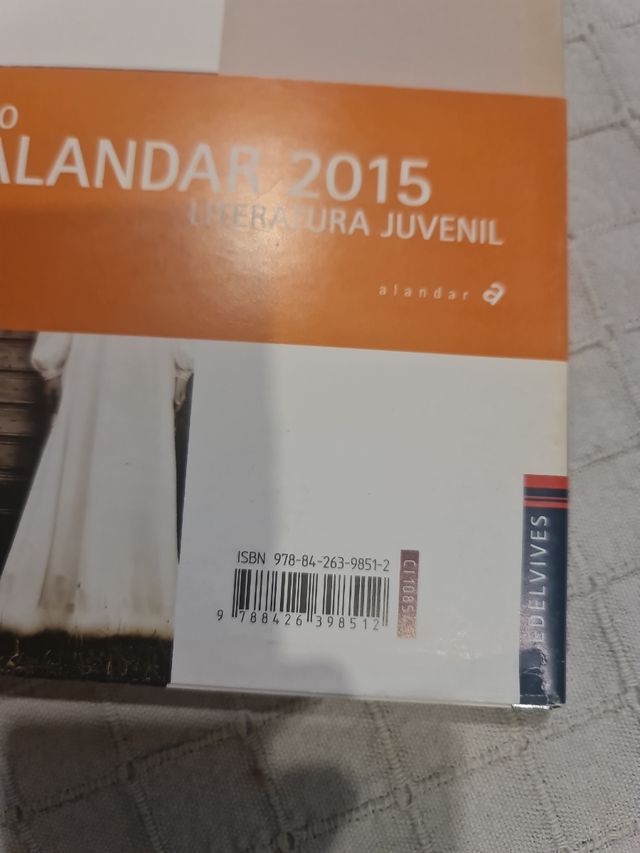 O
ALANDAR 2015
LITERATURA JUVENIL
alandar a
ISBN 978-84-263-9851-2
9 788426 398512
EDELVIVES